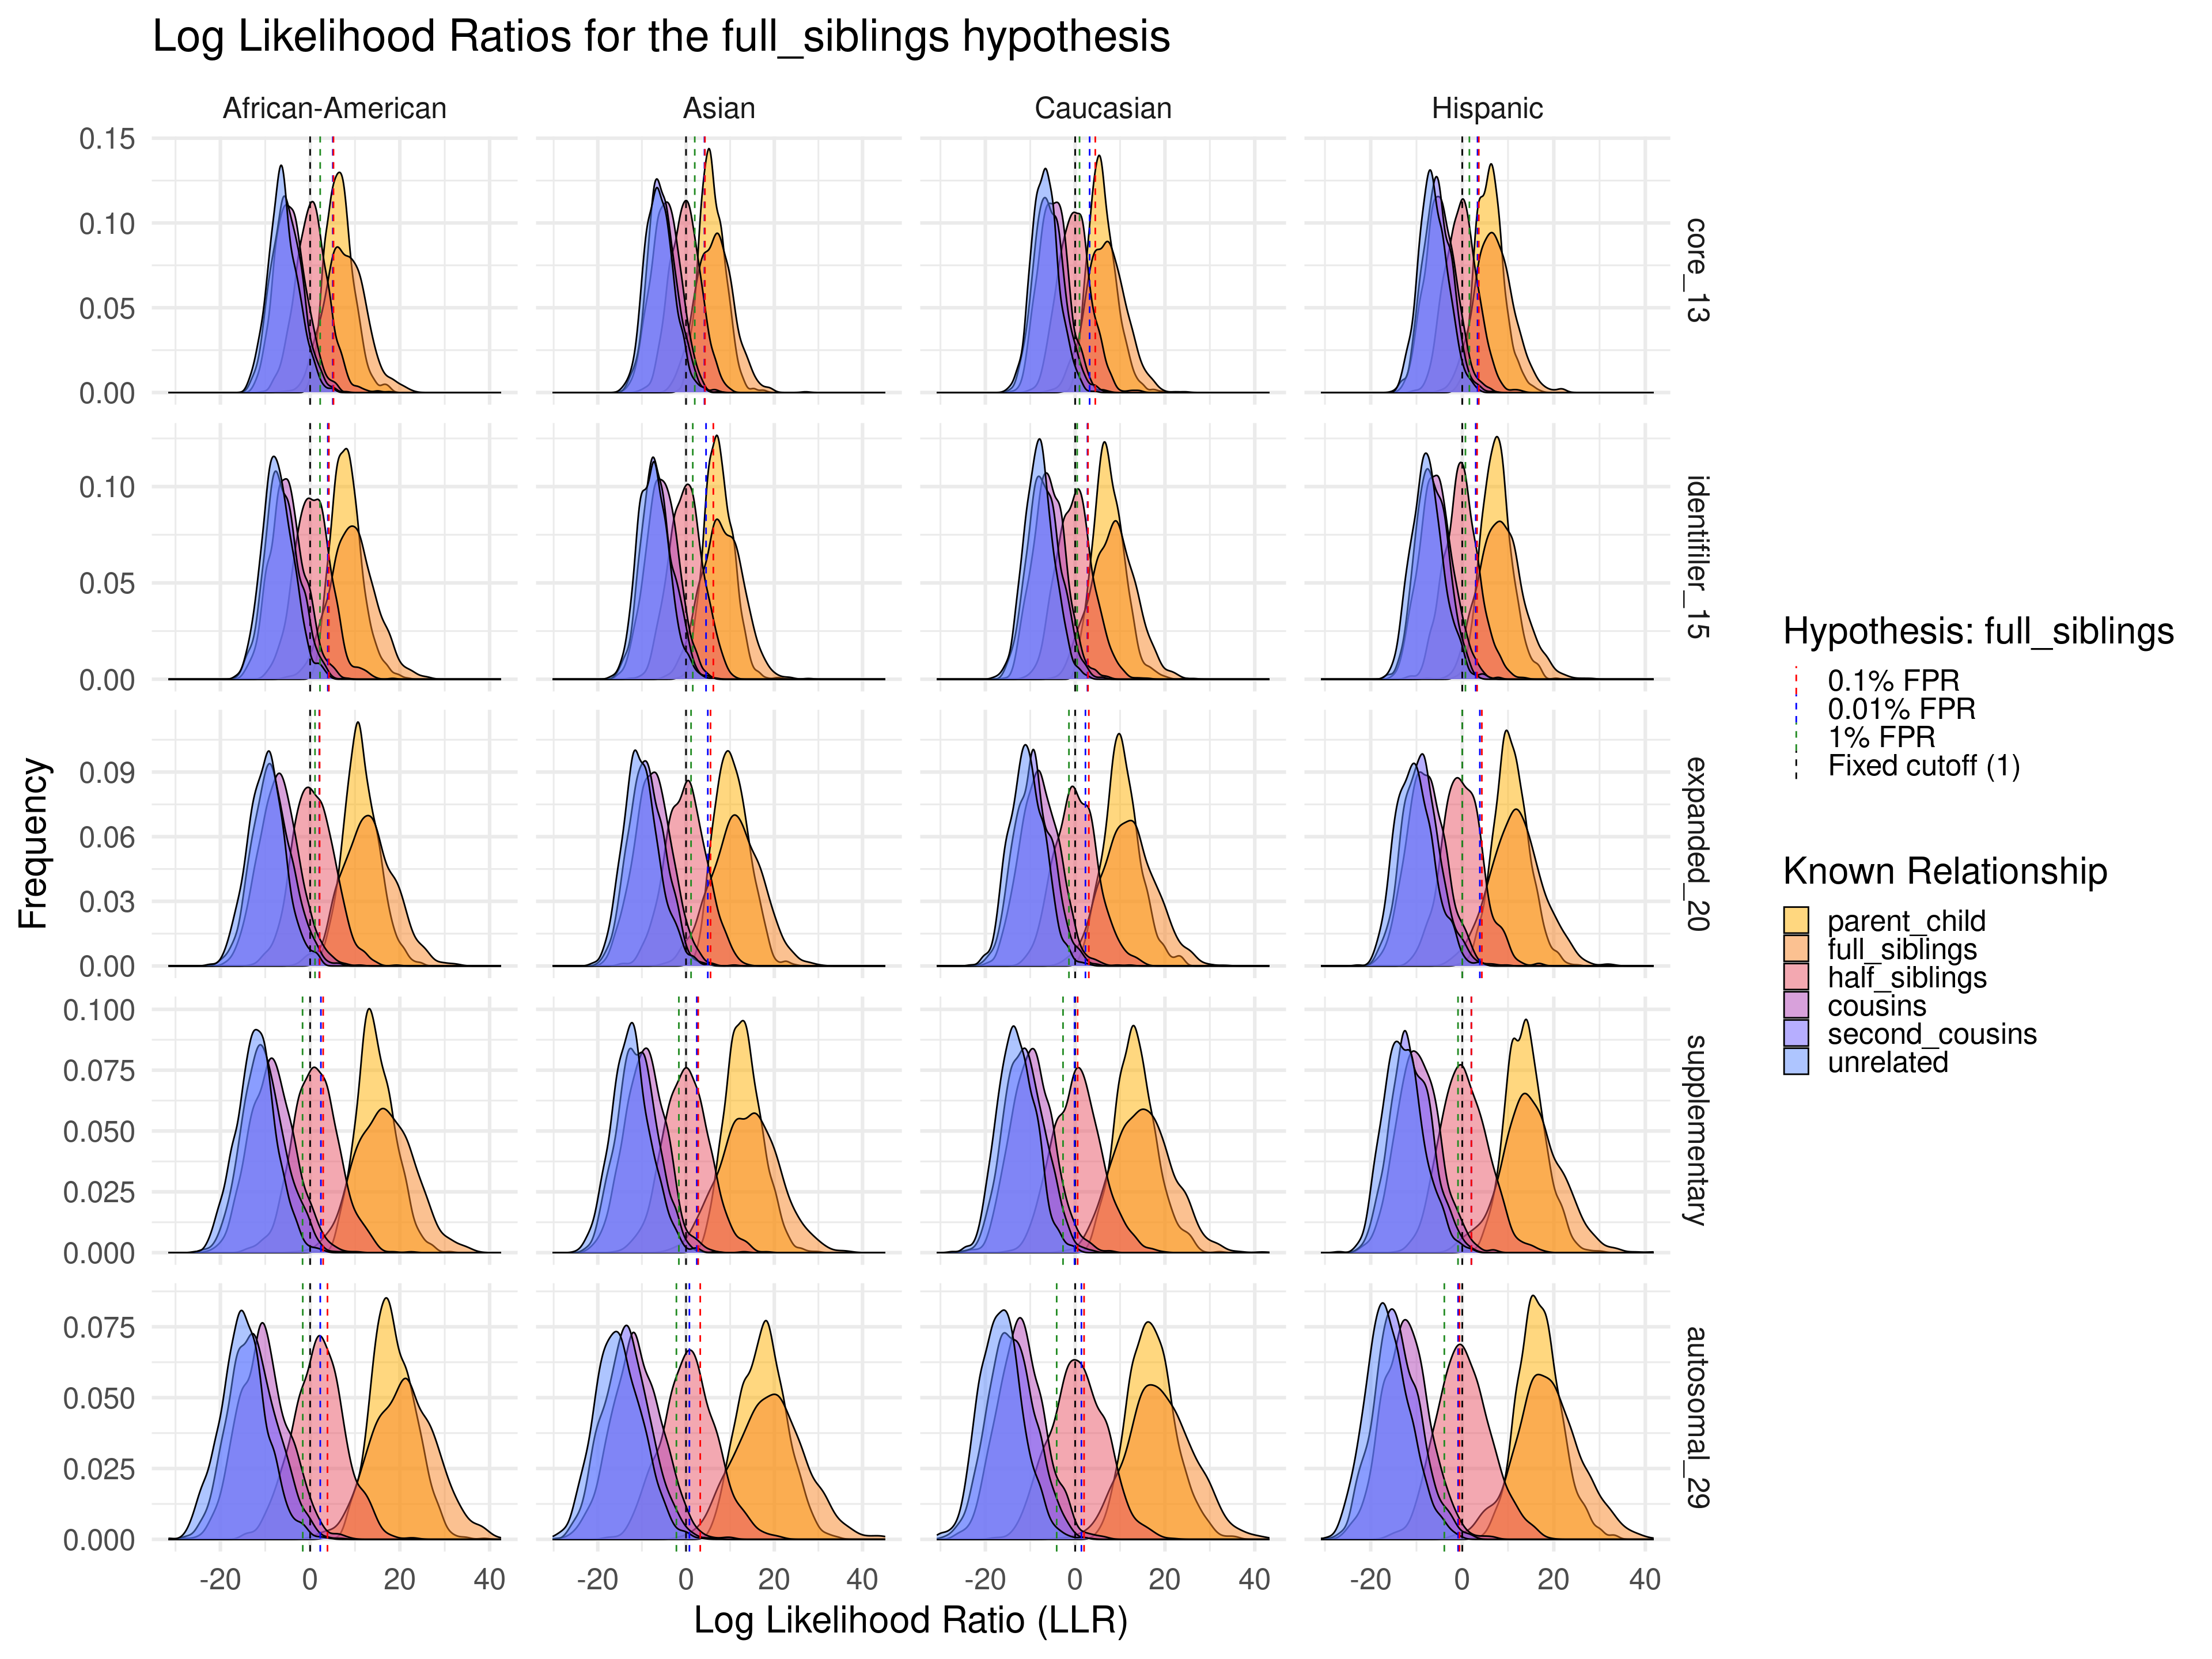 Log Likelihood Ratios for the full_siblings hypothesis
African-American Asian Caucasian Hispanic
0.15
0.10
0.05
0.00
core_13
0.10
0.05
0.00
identifiler_15
0.09
0.06
0.03
0.00
expanded_20
0.100
0.075
0.050
0.025
0.000
supplementary
0.075
0.050
0.025
0.000
autosomal_29
-20 0 20 40 -20 0 20 40 -20 0 20 40 -20 0 20 40
Log Likelihood Ratio (LLR)
Frequency
Hypothesis: full_siblings
0.1% FPR
0.01% FPR
1% FPR
Fixed cutoff (1)
Known Relationship
parent_child
full_siblings
half_siblings
cousins
second_cousins
unrelated